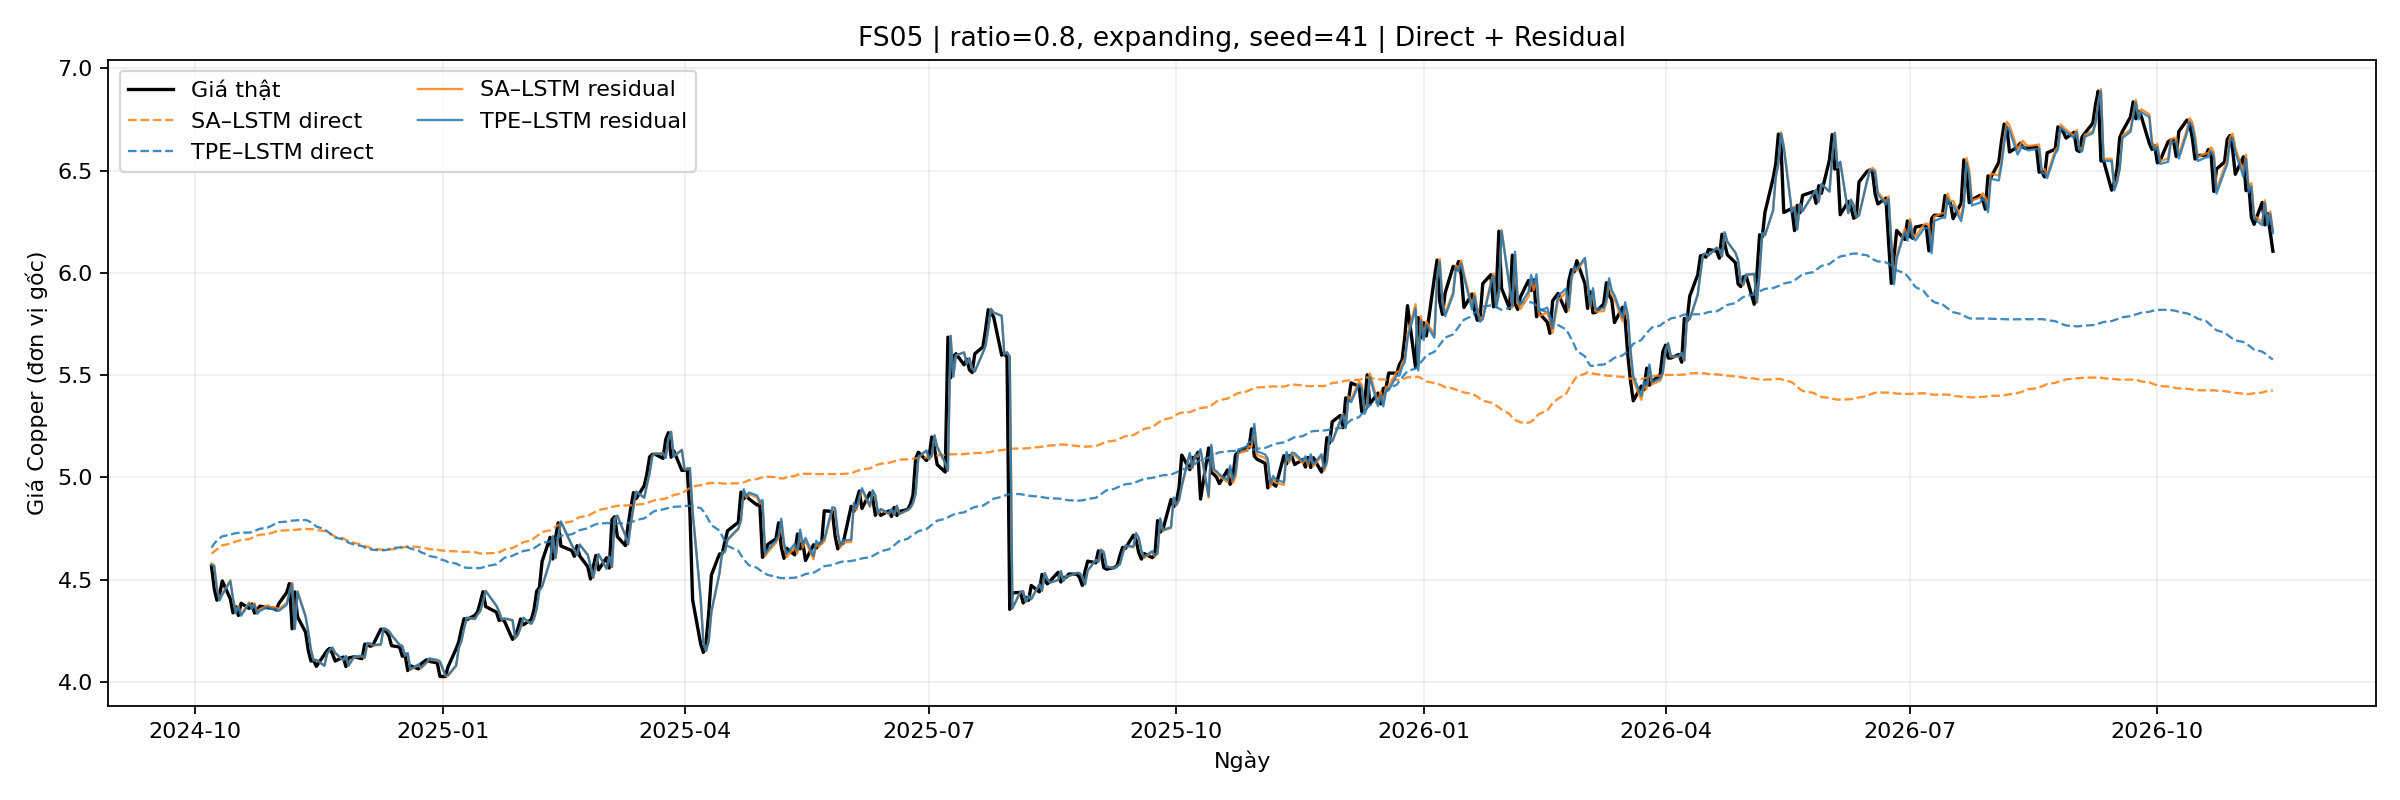 FS05 | ratio=0.8, expanding, seed=41 | Direct + Residual
Giá thật
SA–LSTM direct
TPE–LSTM direct
SA–LSTM residual
TPE–LSTM residual
Giá Copper (đơn vị gốc)
7.0
6.5
6.0
5.5
5.0
4.5
4.0
2024-10
2025-01
2025-04
2025-07
2025-10
2026-01
2026-04
2026-07
2026-10
Ngày